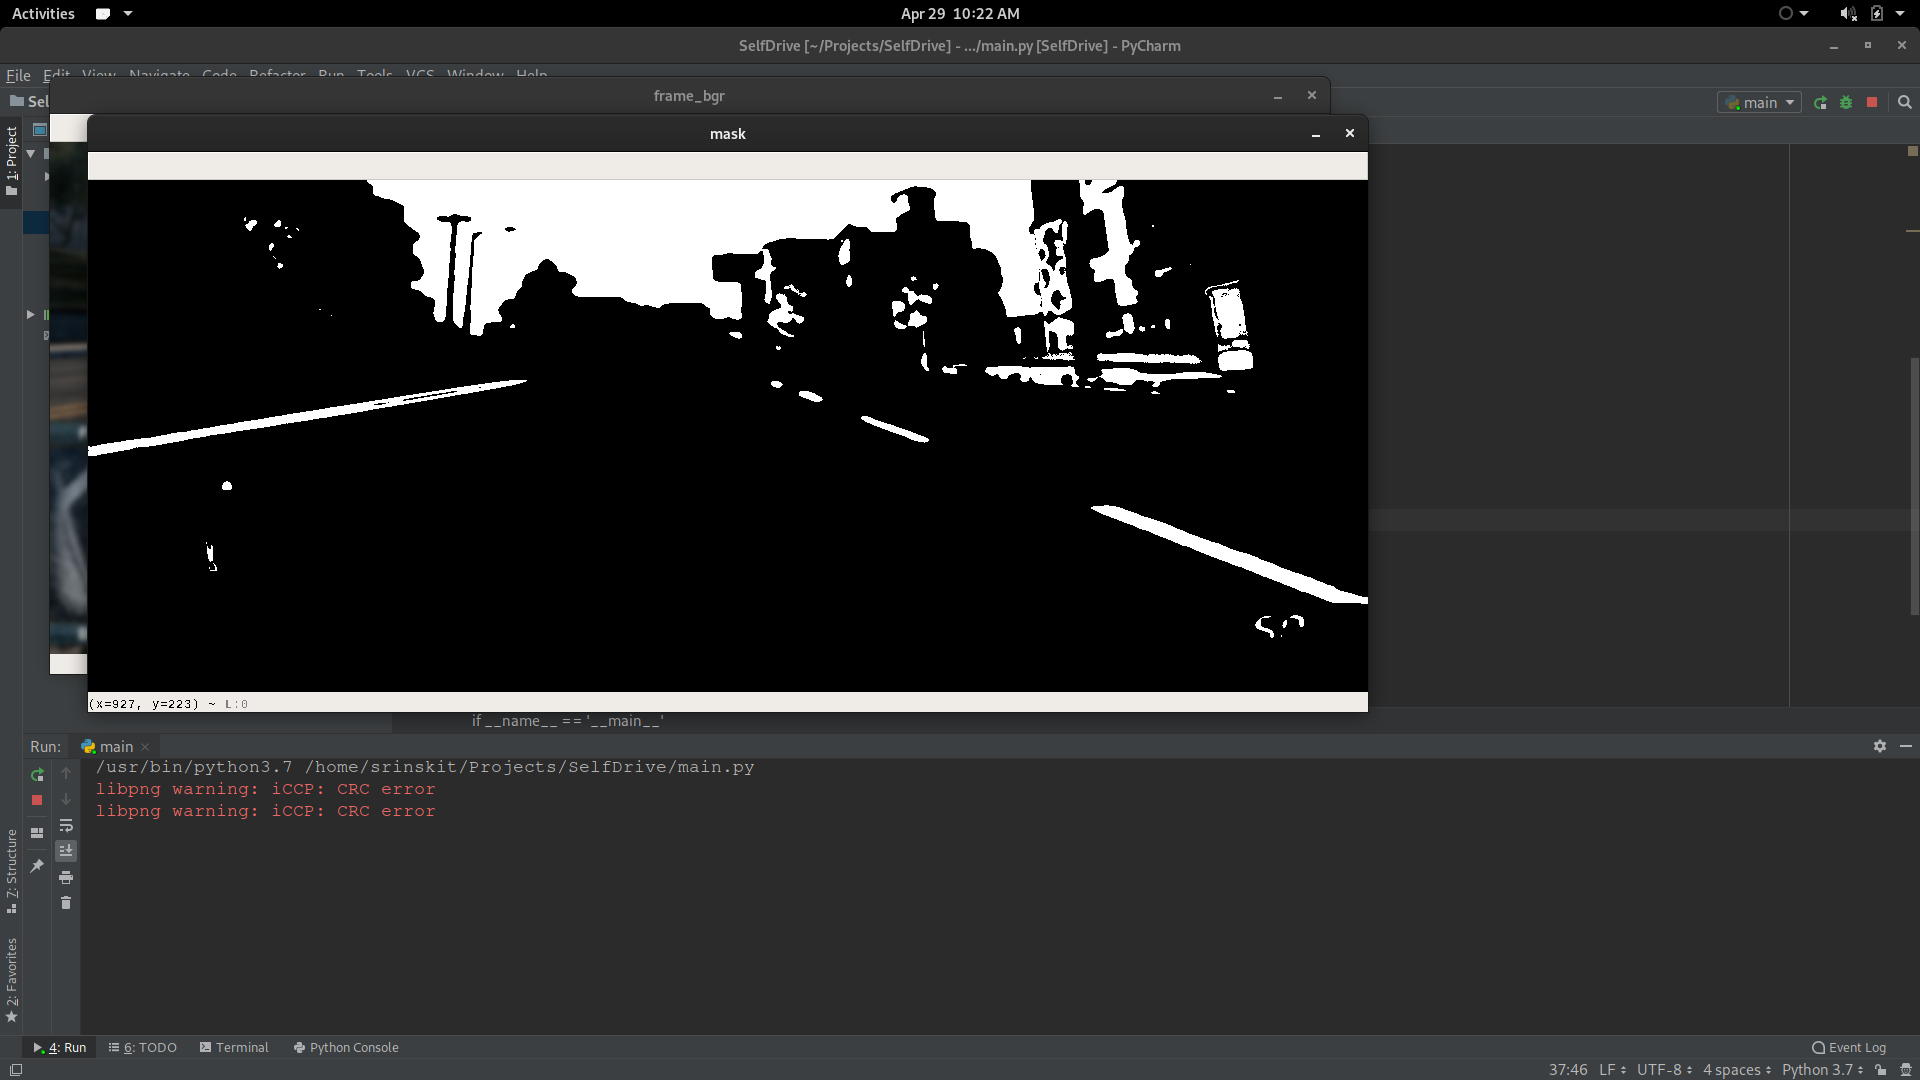 Activities
Apr 29 10:22 AM
SelfDrive [~/Projects/SelfDrive] - .../main.py [SelfDrive] - PyCharm
File Edit View Navigate Code Refactor Run Tools VCS Window Help
Sel
frame_bgr
main
1: Project
mask
(x=927, y=223) ~ L:0
if __name__ == '__main__'
Run: main
/usr/bin/python3.7 /home/srinskit/Projects/SelfDrive/main.py
libpng warning: iCCP: CRC error
libpng warning: iCCP: CRC error
7: Structure
2: Favorites
4: Run 6: TODO Terminal Python Console Event Log
37:46 LF UTF-8 4 spaces Python 3.7